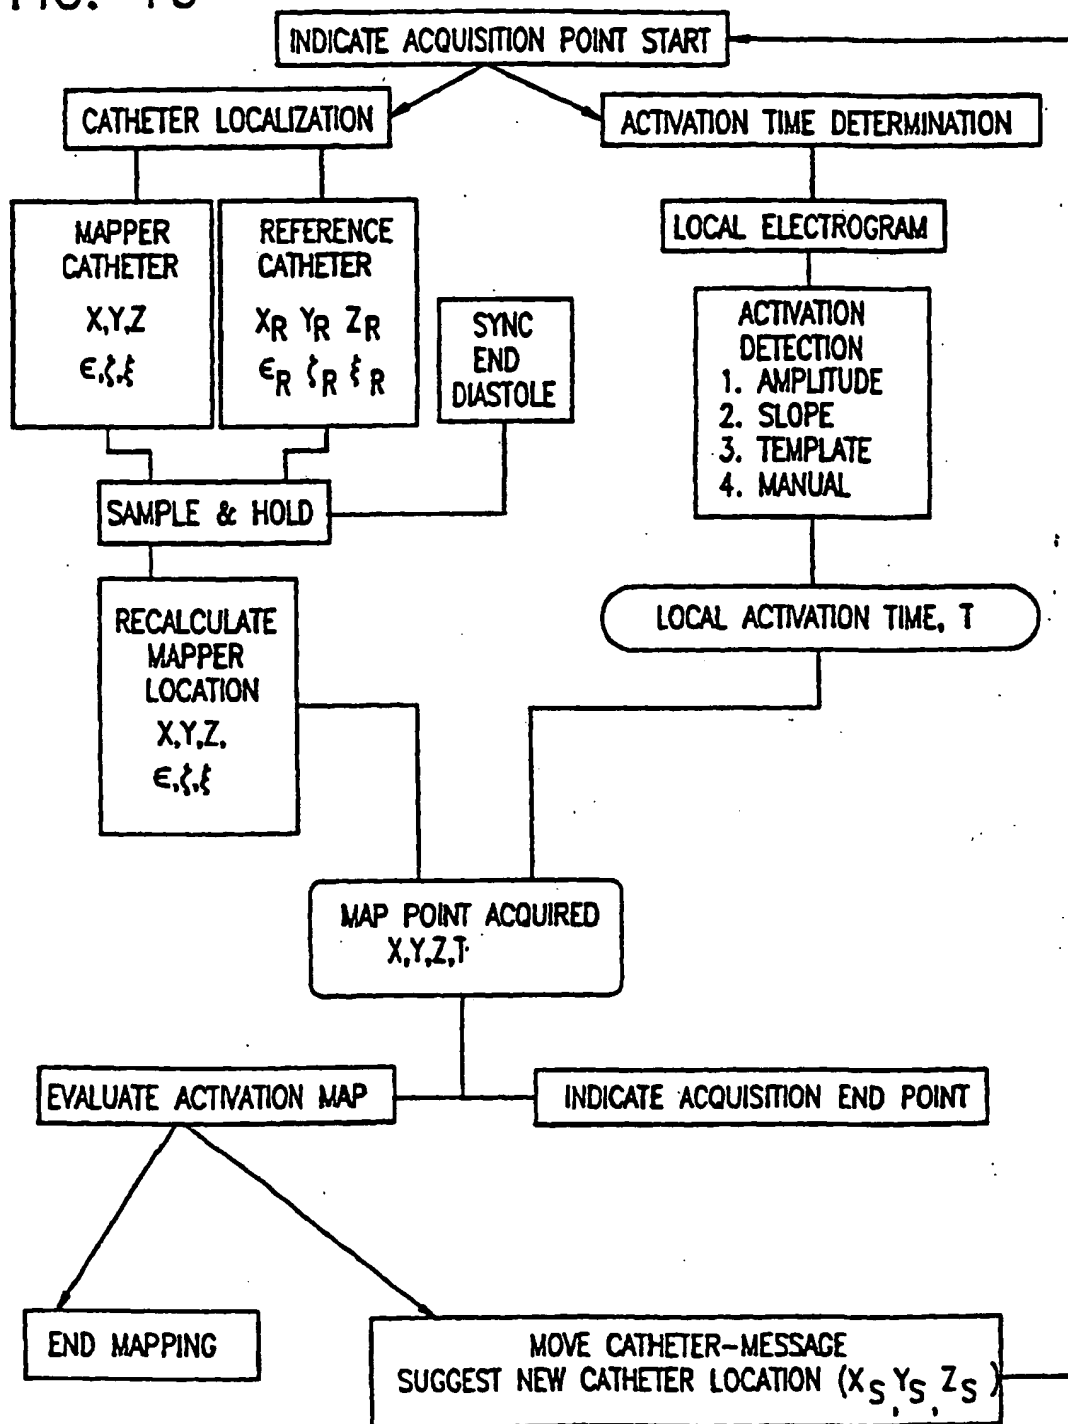 INDICATE ACQUISITION POINT START
CATHETER LOCALIZATION
ACTIVATION TIME DETERMINATION
MAPPER
CATHETER
X,Y,Z
ϵ,ζ,ξ
REFERENCE
CATHETER
XR YR ZR
ϵR ζR ξR
SYNC
END
DIASTOLE
LOCAL ELECTROGRAM
ACTIVATION
DETECTION
1. AMPLITUDE
2. SLOPE
3. TEMPLATE
4. MANUAL
SAMPLE & HOLD
RECALCULATE
MAPPER
LOCATION
X,Y,Z,
ϵ,ζ,ξ
LOCAL ACTIVATION TIME, T
MAP POINT ACQUIRED
X,Y,Z,T
EVALUATE ACTIVATION MAP
INDICATE ACQUISITION END POINT
END MAPPING
MOVE CATHETER-MESSAGE
SUGGEST NEW CATHETER LOCATION (XS, YS, ZS)